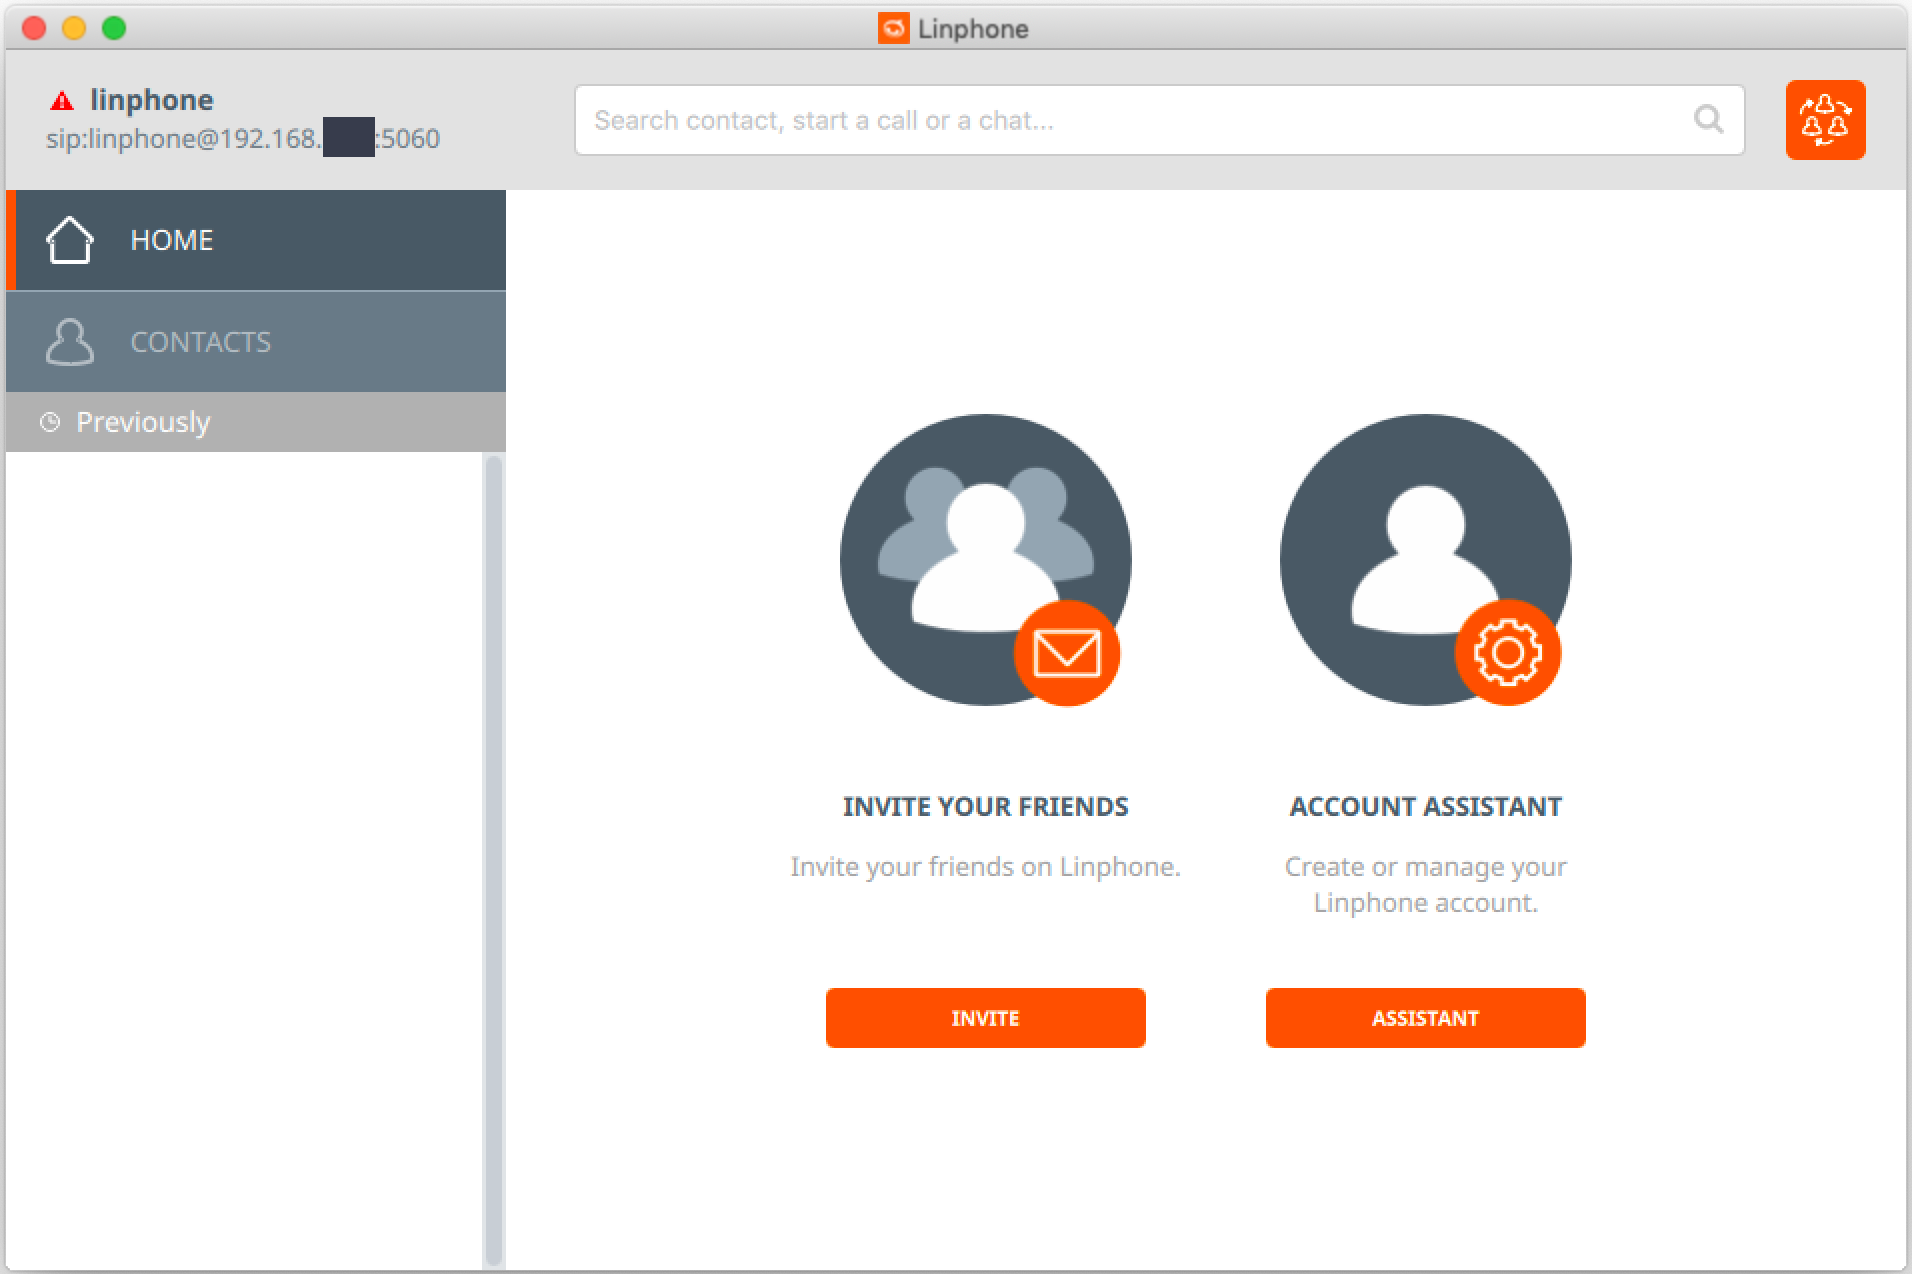 Linphone
linphone
sip:linphone@192.168. :5060
Search contact, start a call or a chat...
HOME
CONTACTS
Previously
INVITE YOUR FRIENDS
Invite your friends on Linphone.
INVITE
ACCOUNT ASSISTANT
Create or manage your
Linphone account.
ASSISTANT